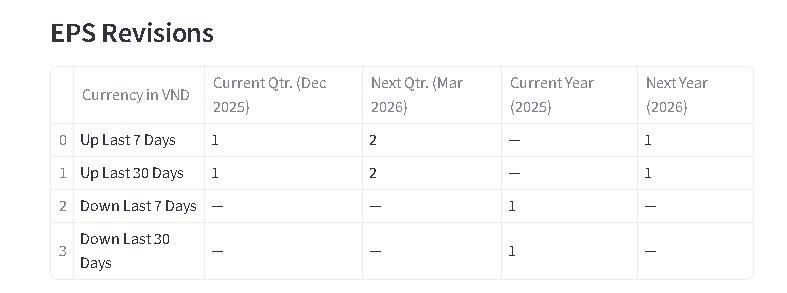 EPS Revisions
Currency in VND Current Qtr. (Dec 2025) Next Qtr. (Mar 2026) Current Year (2025) Next Year (2026)
0 Up Last 7 Days 1 2 — 1
1 Up Last 30 Days 1 2 — 1
2 Down Last 7 Days — — 1 —
3 Down Last 30 Days — — 1 —